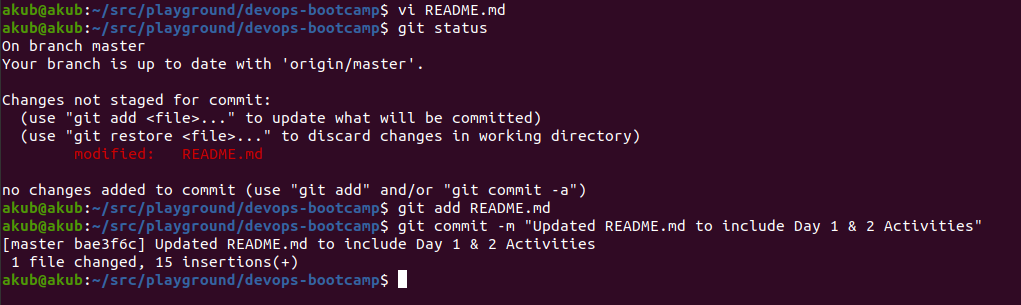 akub@akub:~/src/playground/devops-bootcamp$ vi README.md
akub@akub:~/src/playground/devops-bootcamp$ git status
On branch master
Your branch is up to date with 'origin/master'.

Changes not staged for commit:
  (use "git add <file>..." to update what will be committed)
  (use "git restore <file>..." to discard changes in working directory)
        modified:   README.md

no changes added to commit (use "git add" and/or "git commit -a")
akub@akub:~/src/playground/devops-bootcamp$ git add README.md
akub@akub:~/src/playground/devops-bootcamp$ git commit -m "Updated README.md to include Day 1 & 2 Activities"
[master bae3f6c] Updated README.md to include Day 1 & 2 Activities
 1 file changed, 15 insertions(+)
akub@akub:~/src/playground/devops-bootcamp$